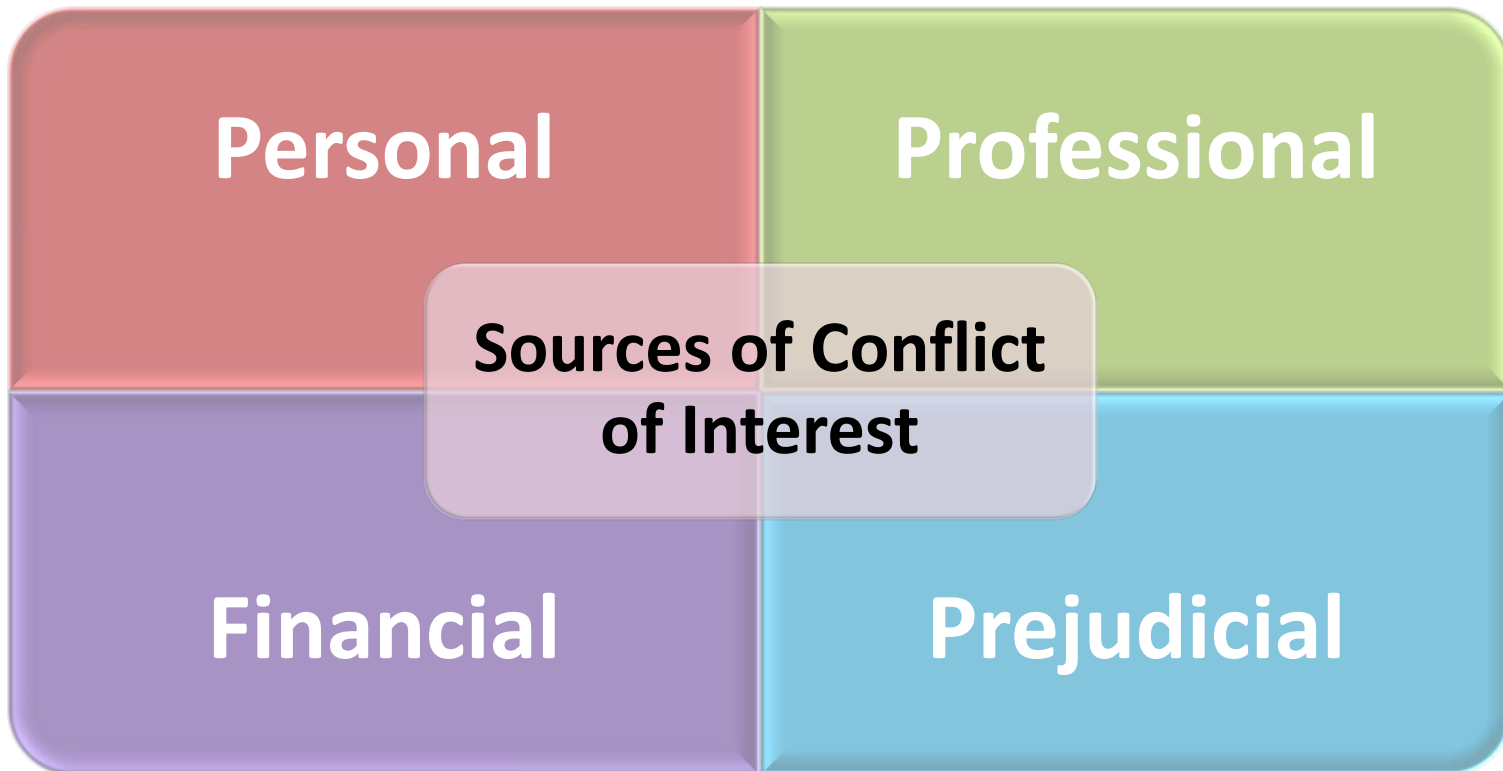 Personal
Professional
Sources of Conflict
of Interest
Financial
Prejudicial